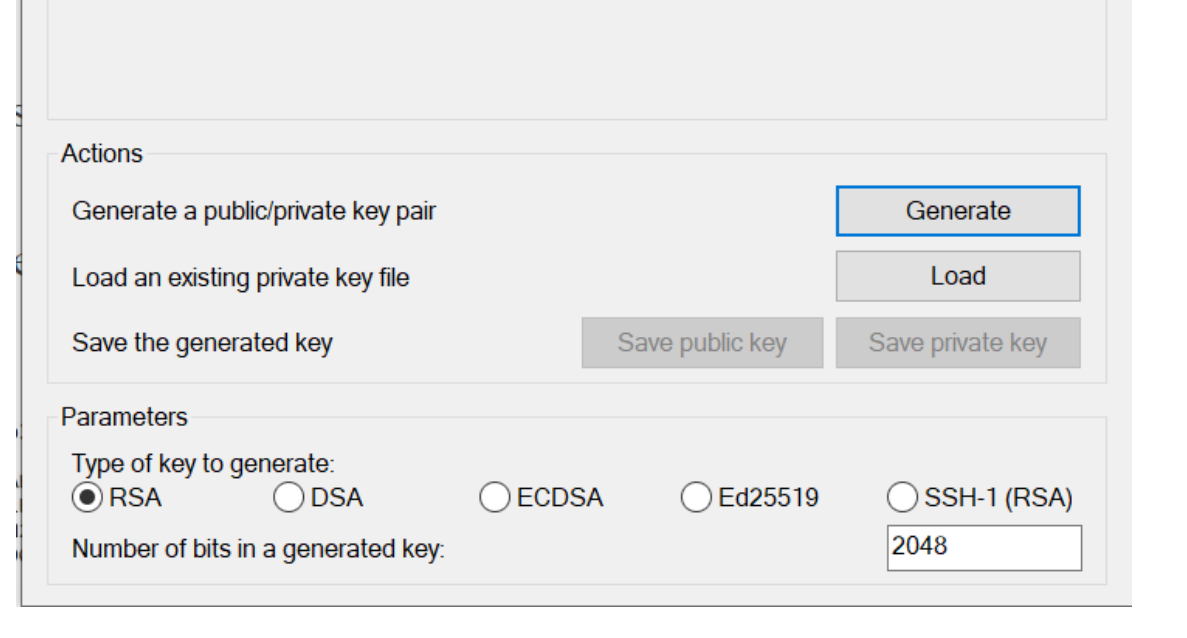 Actions
Generate a public/private key pair Generate
Load an existing private key file Load
Save the generated key Save public key Save private key
Parameters
Type of key to generate:
RSA DSA ECDSA Ed25519 SSH-1 (RSA)
Number of bits in a generated key: 2048